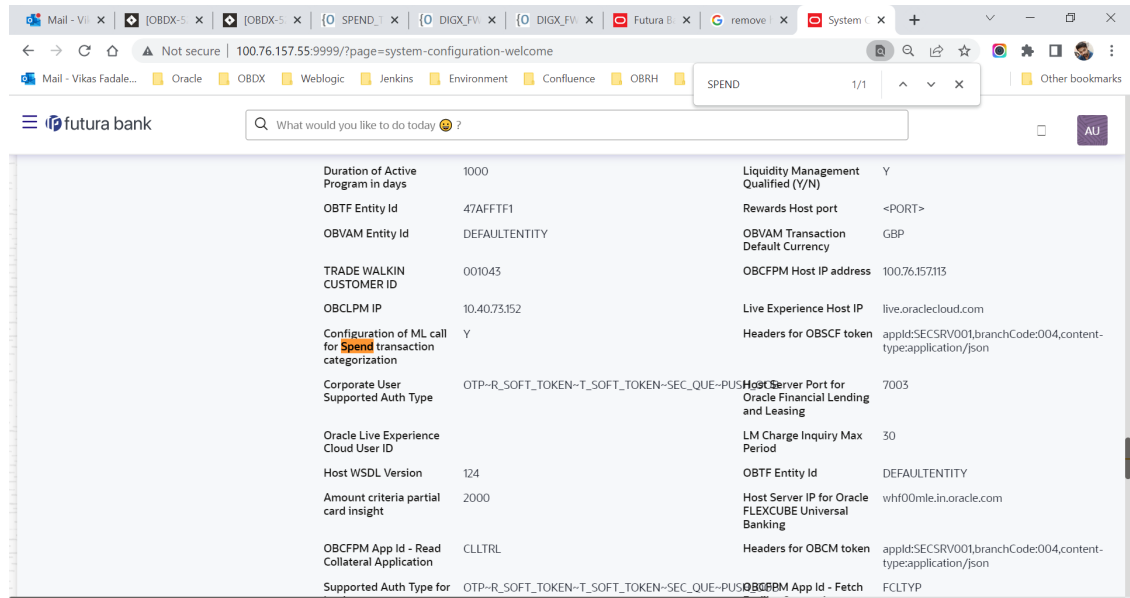 Mail - Vi
[OBDX-5
[OBDX-5
{O SPEND_T
{O DIGX_FW
{O DIGX_FW
Futura B
remove
System C
Not secure | 100.76.157.55:9999/?page=system-configuration-welcome
Mail - Vikas Fadale...
Oracle
OBDX
Weblogic
Jenkins
Environment
Confluence
OBRH
Other bookmarks
SPEND 1/1
futura bank
What would you like to do today 😀 ?
AU
Duration of Active 1000 Liquidity Management Y
Program in days Qualified (Y/N)
OBTF Entity Id 47AFFTF1 Rewards Host port <PORT>
OBVAM Entity Id DEFAULTENTITY OBVAM Transaction GBP
Default Currency
TRADE WALKIN 001043 OBCFPM Host IP address 100.76.157.113
CUSTOMER ID
OBCLPM IP 10.40.73.152 Live Experience Host IP live.oraclecloud.com
Configuration of ML call Y Headers for OBSCF token appId:SECSRV001,branchCode:004,content-
for Spend transaction type:application/json
categorization
Corporate User OTP~R_SOFT_TOKEN~T_SOFT_TOKEN~SEC_QUE~PUSH_OOB Host Server Port for 7003
Supported Auth Type Oracle Financial Lending
and Leasing
Oracle Live Experience LM Charge Inquiry Max 30
Cloud User ID Period
Host WSDL Version 124 OBTF Entity Id DEFAULTENTITY
Amount criteria partial 2000 Host Server IP for Oracle whf00mle.in.oracle.com
card insight FLEXCUBE Universal
Banking
OBCFPM App Id - Read CLLTRL Headers for OBCM token appId:SECSRV001,branchCode:004,content-
Collateral Application type:application/json
Supported Auth Type for OTP~R_SOFT_TOKEN~T_SOFT_TOKEN~SEC_QUE~PUSH_OOB OBCFPM App Id - Fetch FCLTYP